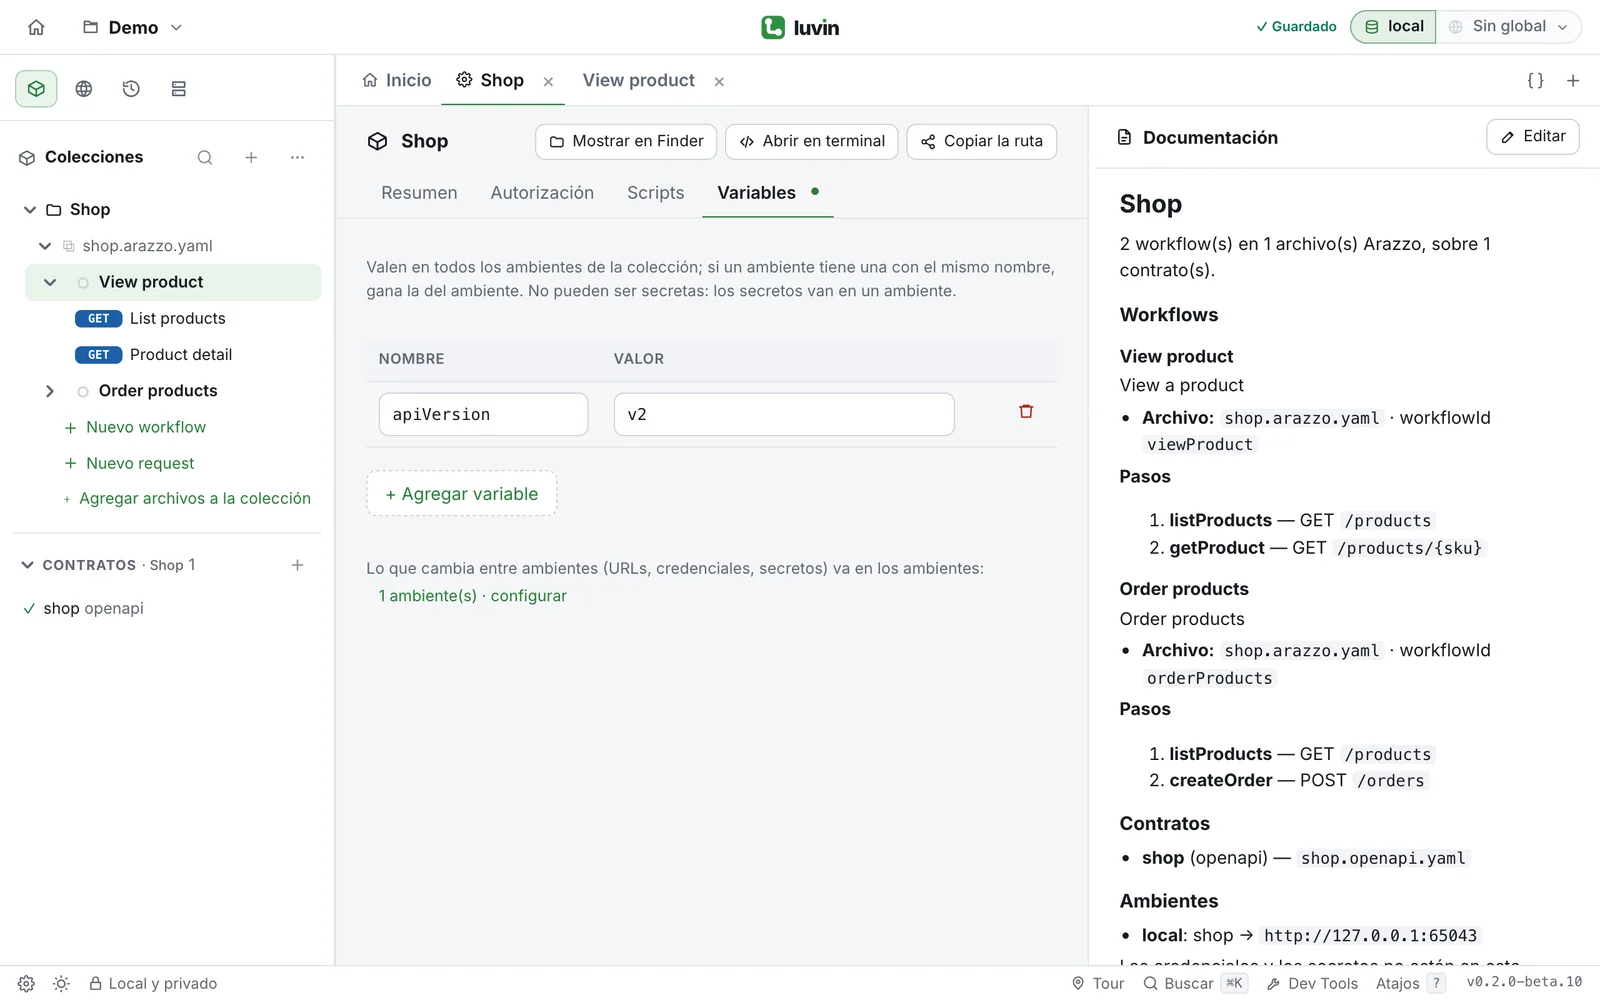 Demo
luvin
Guardado
local
Sin global
Inicio
Shop
View product
Colecciones
Shop
shop.arazzo.yaml
View product
GET List products
GET Product detail
Order products
+ Nuevo workflow
+ Nuevo request
+ Agregar archivos a la colección
CONTRATOS · Shop 1
shop openapi
Shop
Mostrar en Finder
Abrir en terminal
Copiar la ruta
Resumen
Autorización
Scripts
Variables
Valen en todos los ambientes de la colección; si un ambiente tiene una con el mismo nombre,
gana la del ambiente. No pueden ser secretas: los secretos van en un ambiente.
NOMBRE VALOR
apiVersion v2
+ Agregar variable
Lo que cambia entre ambientes (URLs, credenciales, secretos) va en los ambientes:
1 ambiente(s) · configurar
Documentación
Editar
Shop
2 workflow(s) en 1 archivo(s) Arazzo, sobre 1
contrato(s).
Workflows
View product
View a product
• Archivo: shop.arazzo.yaml · workflowId
viewProduct
Pasos
1. listProducts — GET /products
2. getProduct — GET /products/{sku}
Order products
Order products
• Archivo: shop.arazzo.yaml · workflowId
orderProducts
Pasos
1. listProducts — GET /products
2. createOrder — POST /orders
Contratos
• shop (openapi) — shop.openapi.yaml
Ambientes
• local: shop → http://127.0.0.1:65043
Local y privado
Tour
Buscar ⌘K
Dev Tools
Atajos ?
v0.2.0-beta.10